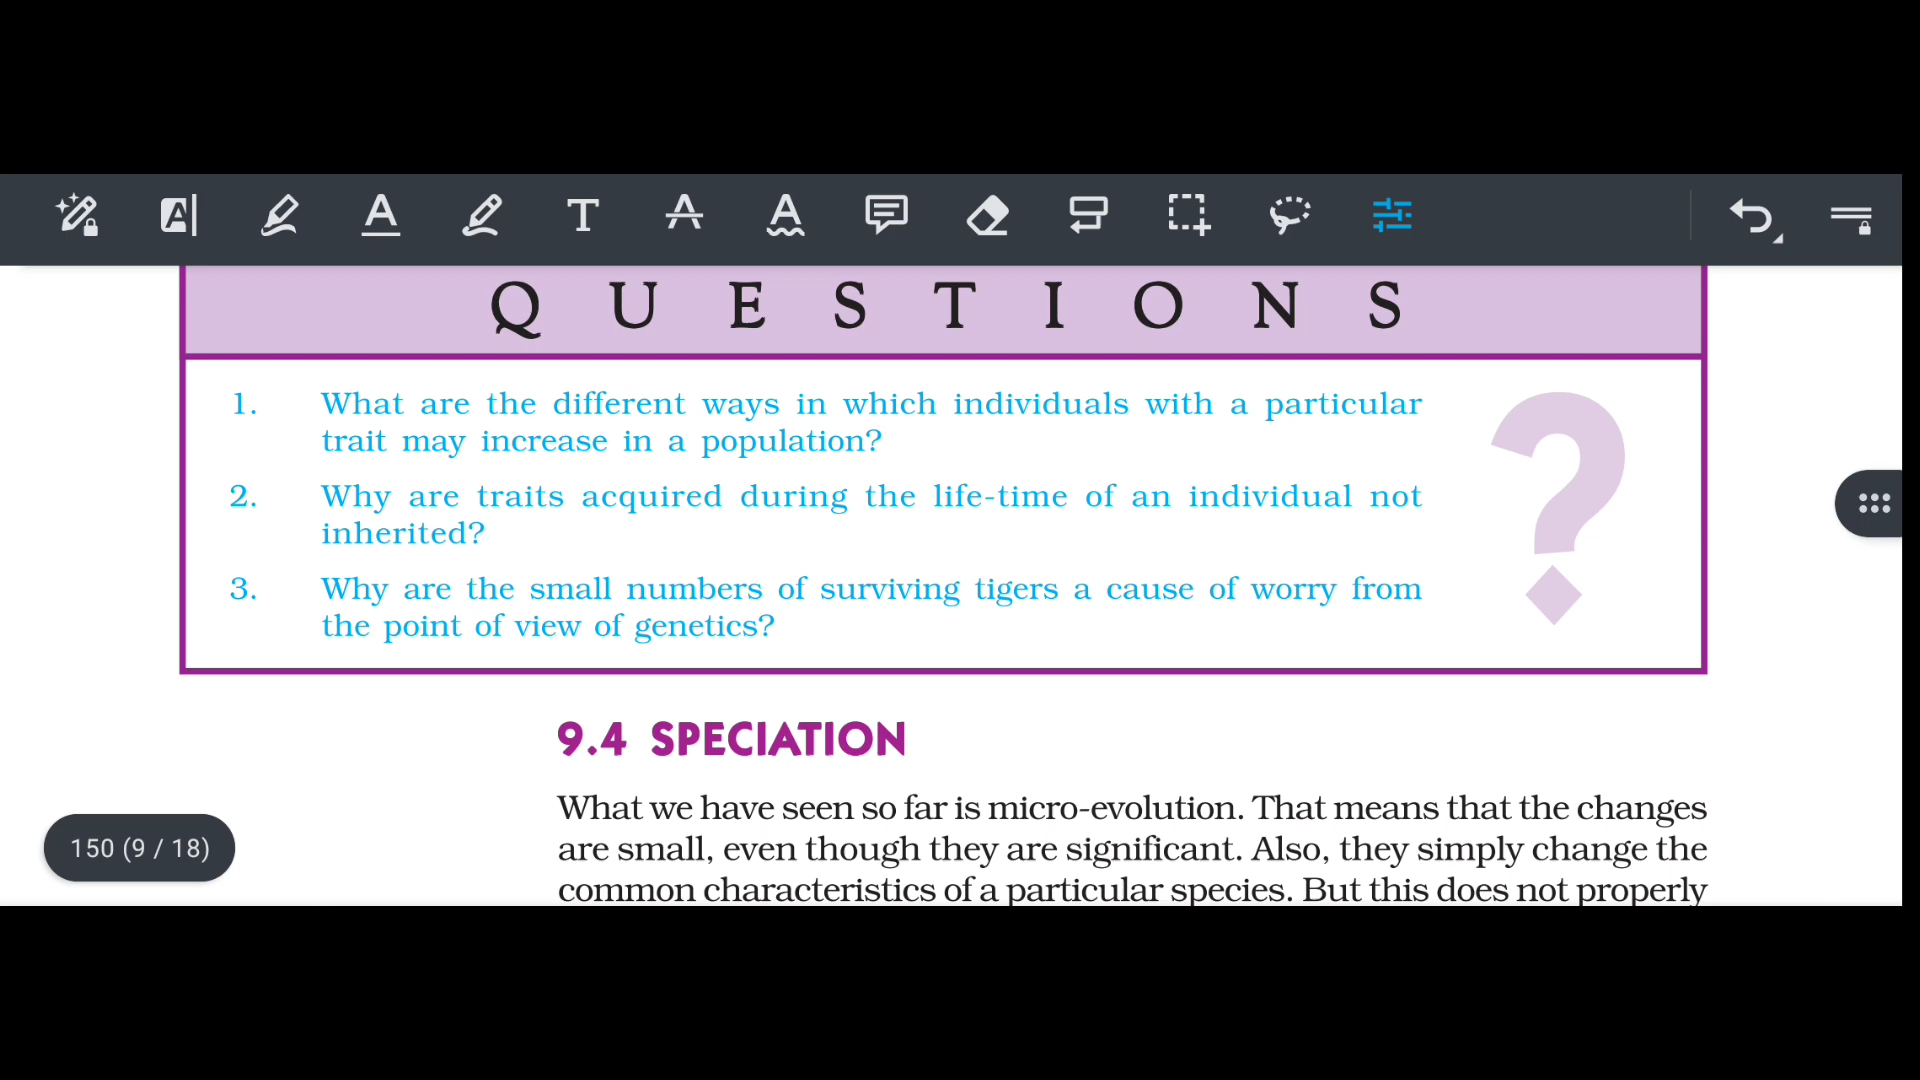 QUESTIONS
1. What are the different ways in which individuals with a particular
trait may increase in a population?
2. Why are traits acquired during the life-time of an individual not
inherited?
3. Why are the small numbers of surviving tigers a cause of worry from
the point of view of genetics?
?
9.4 SPECIATION
What we have seen so far is micro-evolution. That means that the changes
are small, even though they are significant. Also, they simply change the
common characteristics of a particular species. But this does not properly
150 (9 / 18)